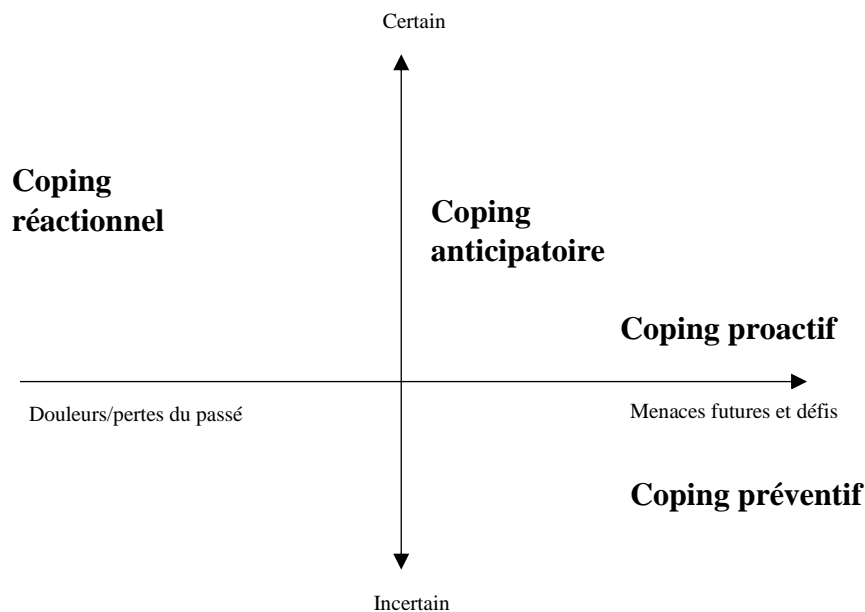 Certain
Coping
réactionnel
Coping
anticipatoire
Coping proactif
Douleurs/pertes du passé
Menaces futures et défis
Coping préventif
Incertain